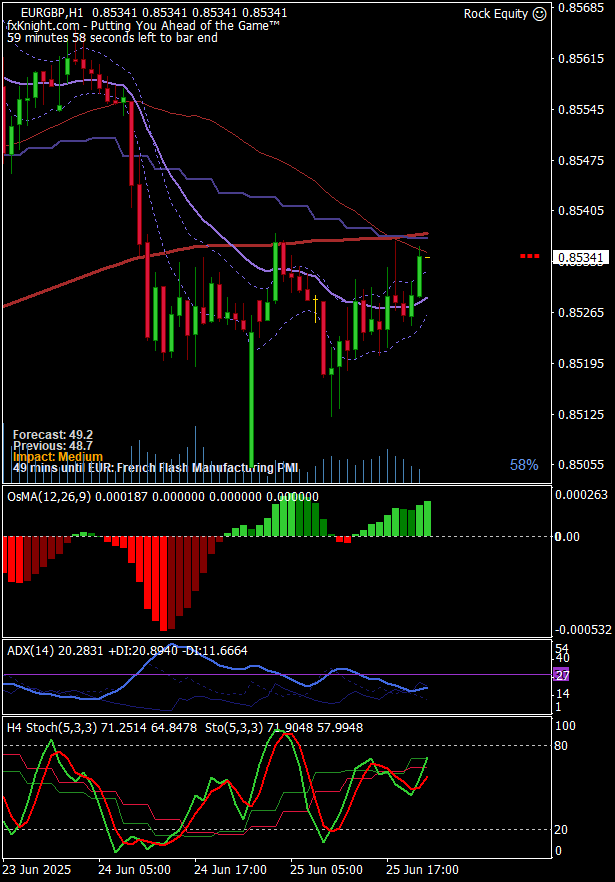 EURGBP,H1 0.85341 0.85341 0.85341 0.85341
Rock Equity ☺
fxKnight.com - Putting You Ahead of the Game™
59 minutes 58 seconds left to bar end
0.85685
0.85615
0.85545
0.85475
0.85405
0.85341
0.85265
0.85195
0.85125
0.85055
Forecast: 49.2
Previous: 48.7
Impact: Medium
49 mins until EUR: French Flash Manufacturing PMI
58%
OsMA(12,26,9) 0.000187 0.000000 0.000000 0.000000
0.000263
0.00
-0.000532
ADX(14) 20.2831 +DI:20.8940 -DI:11.6664
54
40
27
14
1
H4 Stoch(5,3,3) 71.2514 64.8478 Sto(5,3,3) 71.9048 57.9948
100
80
20
0
23 Jun 2025 24 Jun 05:00 24 Jun 17:00 25 Jun 05:00 25 Jun 17:00